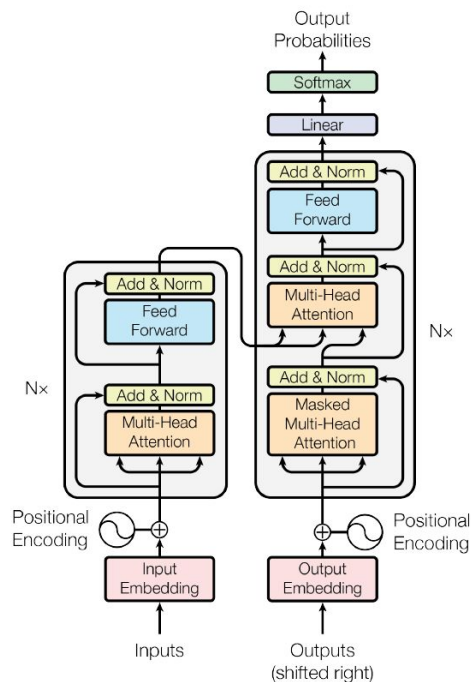 Output
Probabilities
Softmax
Linear
Add & Norm
Feed
Forward
Add & Norm
Multi-Head
Attention
Nx
Add & Norm
Masked
Multi-Head
Attention
Add & Norm
Feed
Forward
Nx
Add & Norm
Multi-Head
Attention
Positional
Encoding
Positional
Encoding
Input
Embedding
Output
Embedding
Inputs
Outputs
(shifted right)